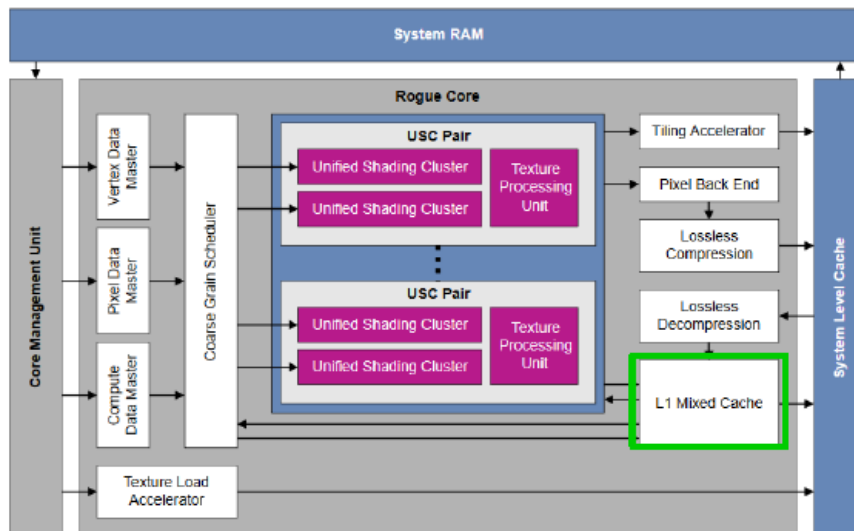 System RAM
Core Management Unit
Rogue Core
Vertex Data
Master
Pixel Data
Master
Compute
Data Master
Coarse Grain Scheduler
USC Pair
Unified Shading Cluster
Unified Shading Cluster
Texture
Processing
Unit
USC Pair
Unified Shading Cluster
Unified Shading Cluster
Texture
Processing
Unit
Tiling Accelerator
Pixel Back End
Lossless
Compression
Lossless
Decompression
L1 Mixed Cache
Texture Load
Accelerator
System Level Cache